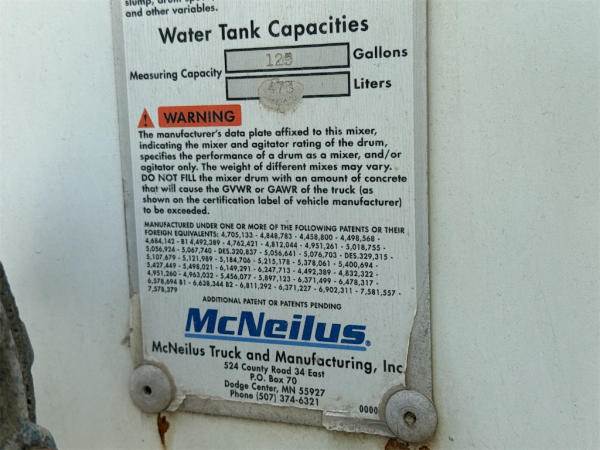 and other variables.
Water Tank Capacities
125 Gallons
Measuring Capacity
473 Liters
WARNING
The manufacturer's data plate affixed to this mixer,
indicating the mixer and agitator rating of the drum,
specifies the performance of a drum as a mixer, and/or
agitator only. The weight of different mixes may vary.
DO NOT FILL the mixer drum with an amount of concrete
that will cause the GVWR or GAWR of the truck (as
shown on the certification label of vehicle manufacturer)
to be exceeded.
MANUFACTURED UNDER ONE OR MORE OF THE FOLLOWING PATENTS OR THEIR
FOREIGN EQUIVALENTS: 4,705,133 - 4,848,783 - 4,458,800 - 4,498,568 -
4,684,142 - B1 4,492,389 - 4,762,421 - 4,812,044 - 4,951,261 - 5,018,755 -
5,056,924 - 5,067,740 - DES.320,837 - 5,056,641 - 5,076,703 - DES.329,315 -
5,107,679 - 5,121,989 - 5,184,706 - 5,215,178 - 5,378,061 - 5,400,694 -
5,427,449 - 5,498,021 - 6,149,291 - 6,247,713 - 4,492,389 - 4,832,322 -
4,951,260 - 4,963,032 - 5,456,077 - 5,897,123 - 6,371,499 - 6,478,317 -
6,578,694 B1 - 6,638,344 B2 - 6,811,292 - 6,371,227 - 6,902,311 - 7,581,557 -
7,578,379
ADDITIONAL PATENT OR PATENTS PENDING
McNeilus
McNeilus Truck and Manufacturing, Inc.
524 County Road 34 East
P.O. Box 70
Dodge Center, MN 55927
Phone (507) 374-6321
0000